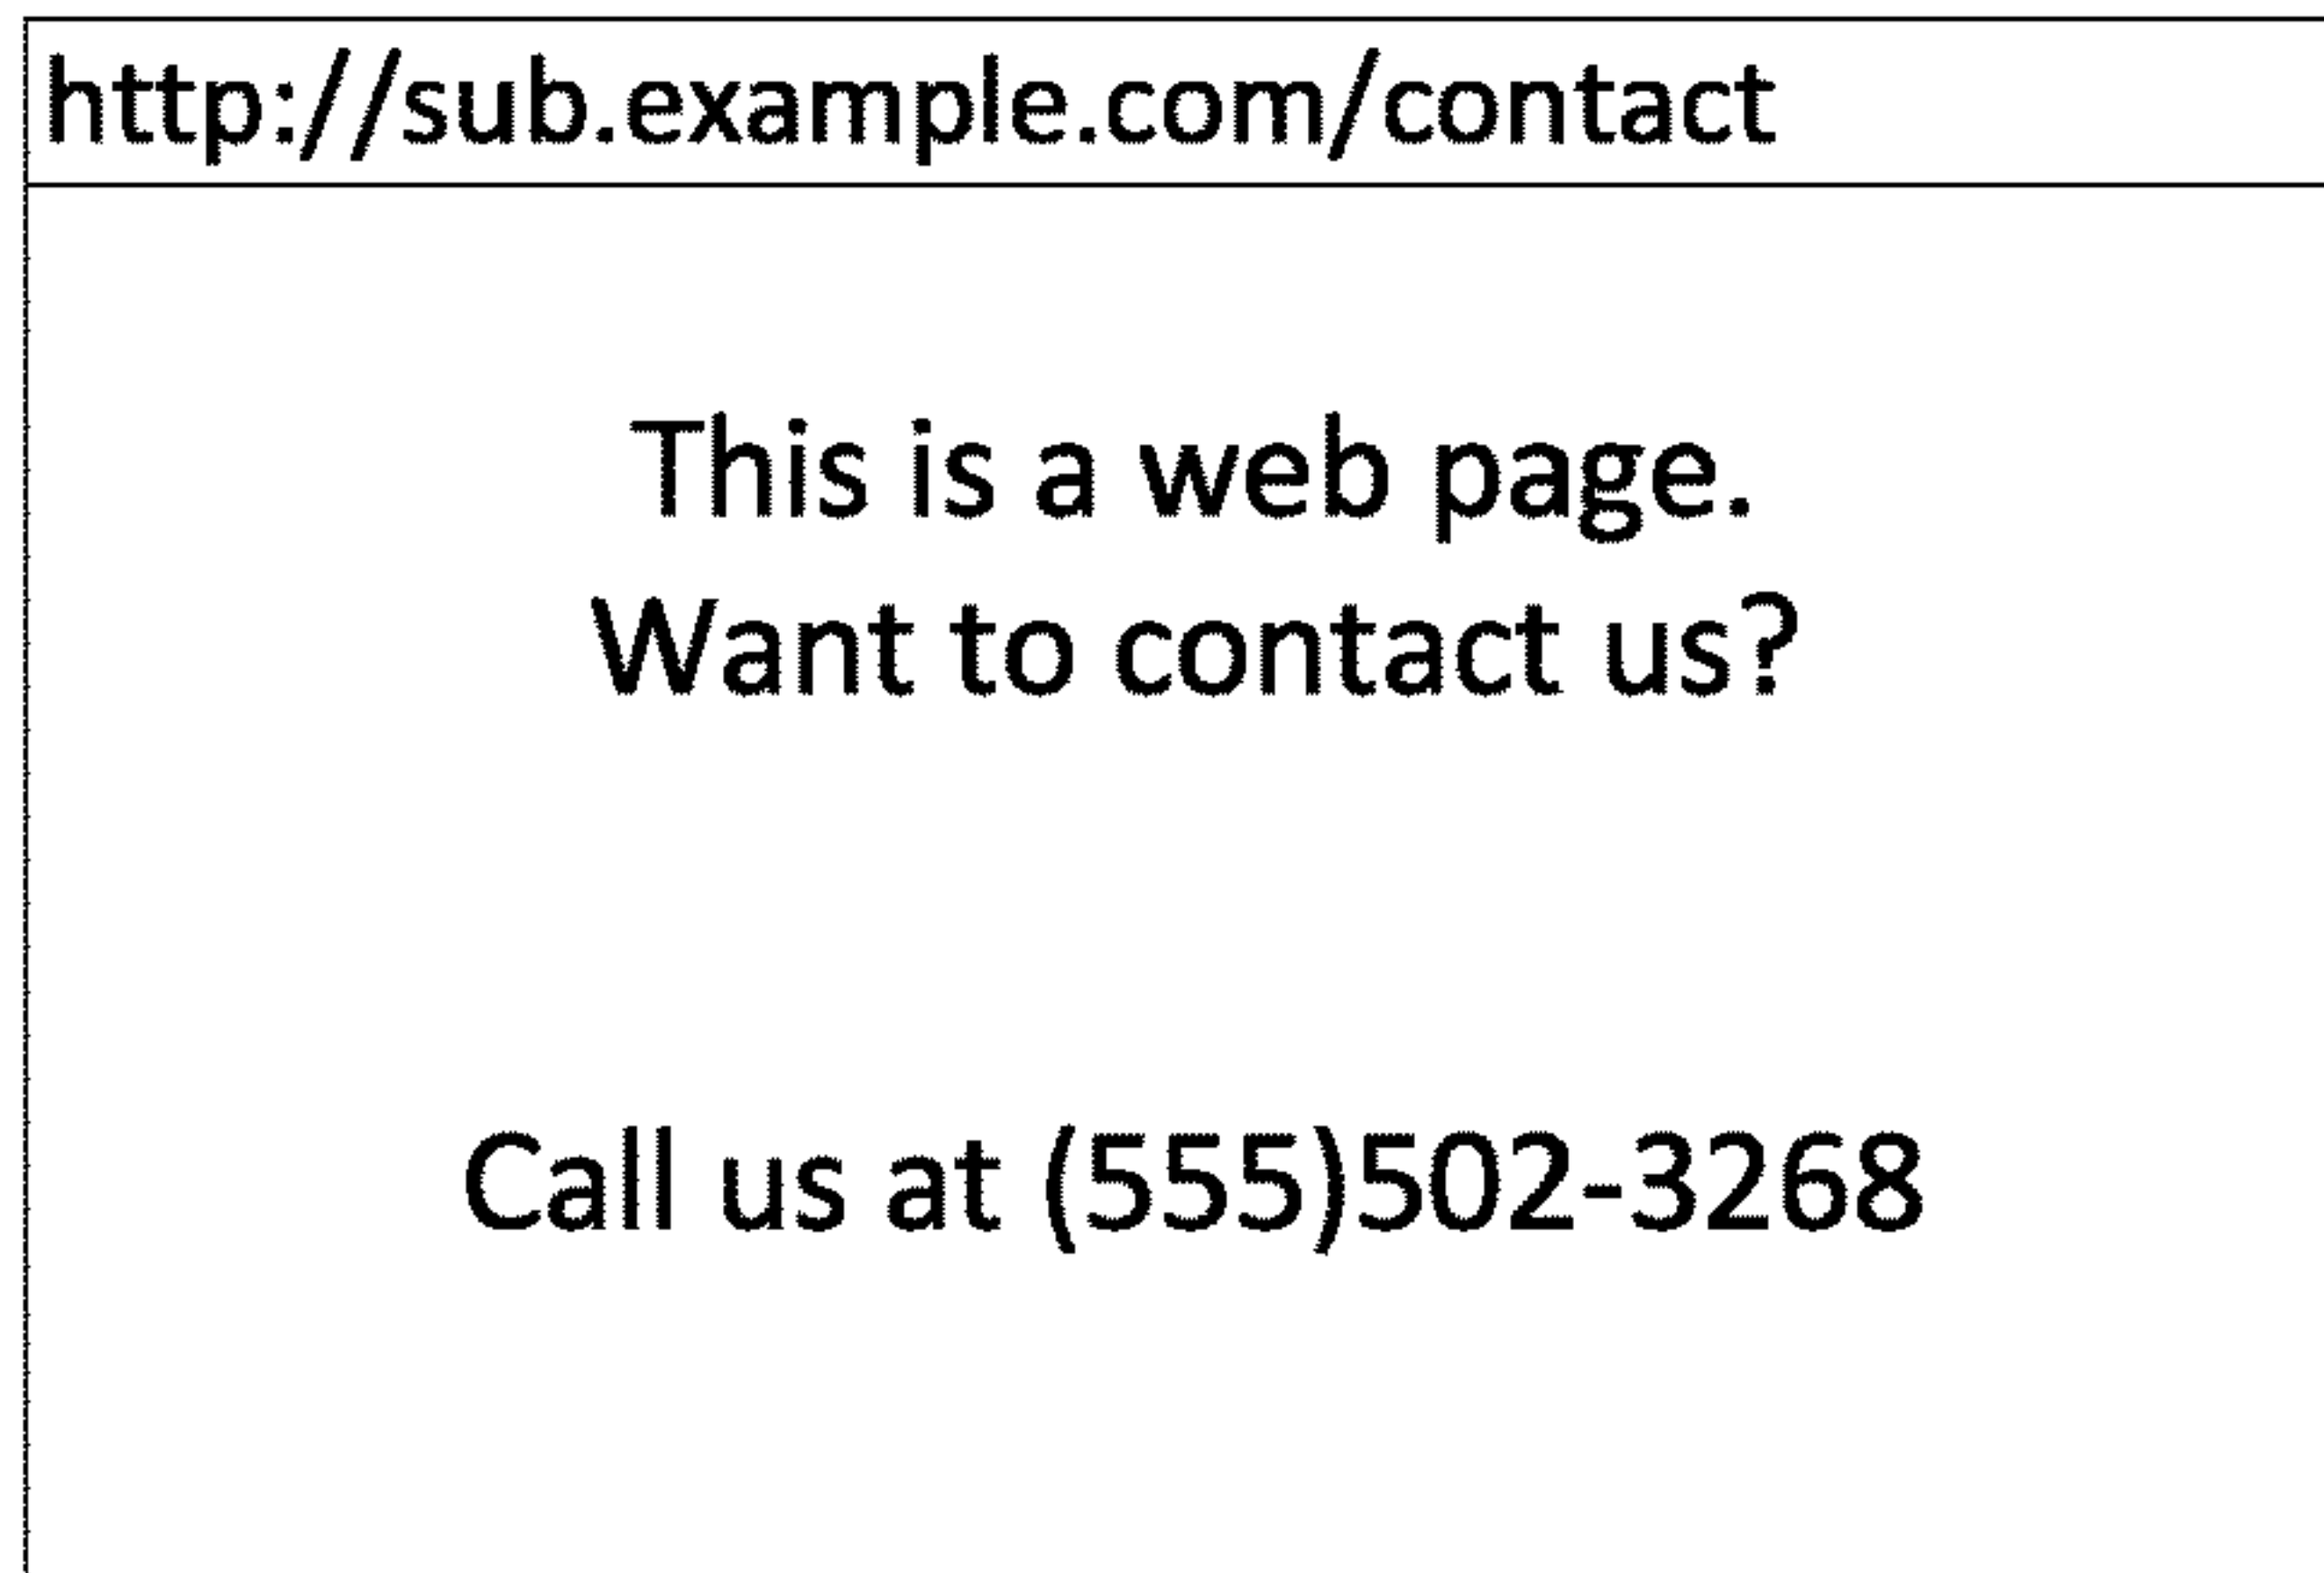 http://sub.example.com/contact
This is a web page.
Want to contact us?
Call us at (555)502-3268